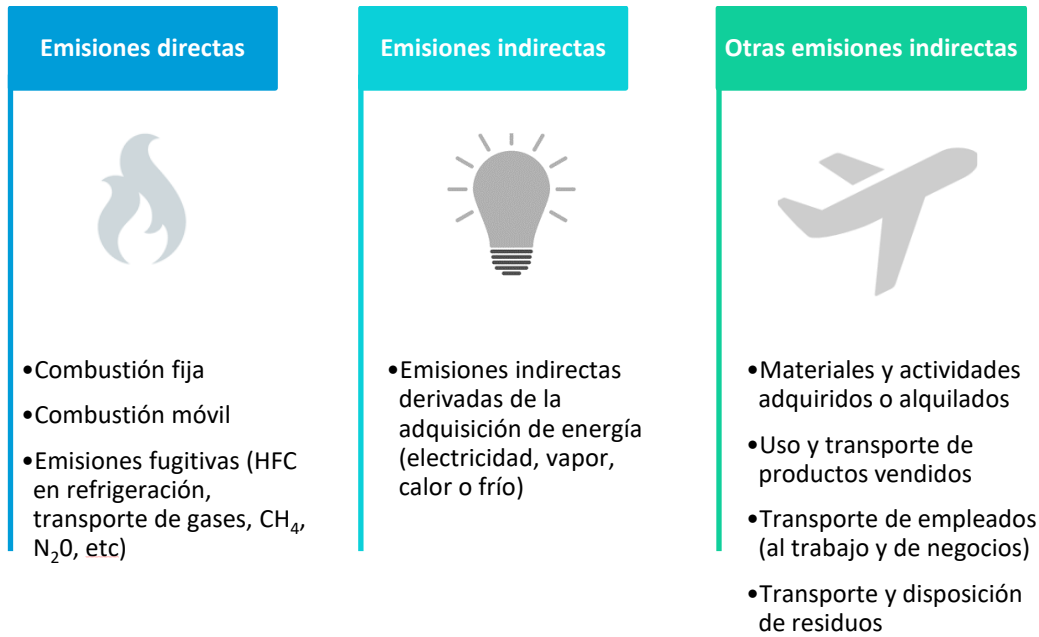 Emisiones directas
•Combustión fija
•Combustión móvil
•Emisiones fugitivas (HFC
en refrigeración,
transporte de gases, CH₄,
N₂0, etc)
Emisiones indirectas
•Emisiones indirectas
derivadas de la
adquisición de energía
(electricidad, vapor,
calor o frío)
Otras emisiones indirectas
•Materiales y actividades
adquiridos o alquilados
•Uso y transporte de
productos vendidos
•Transporte de empleados
(al trabajo y de negocios)
•Transporte y disposición
de residuos